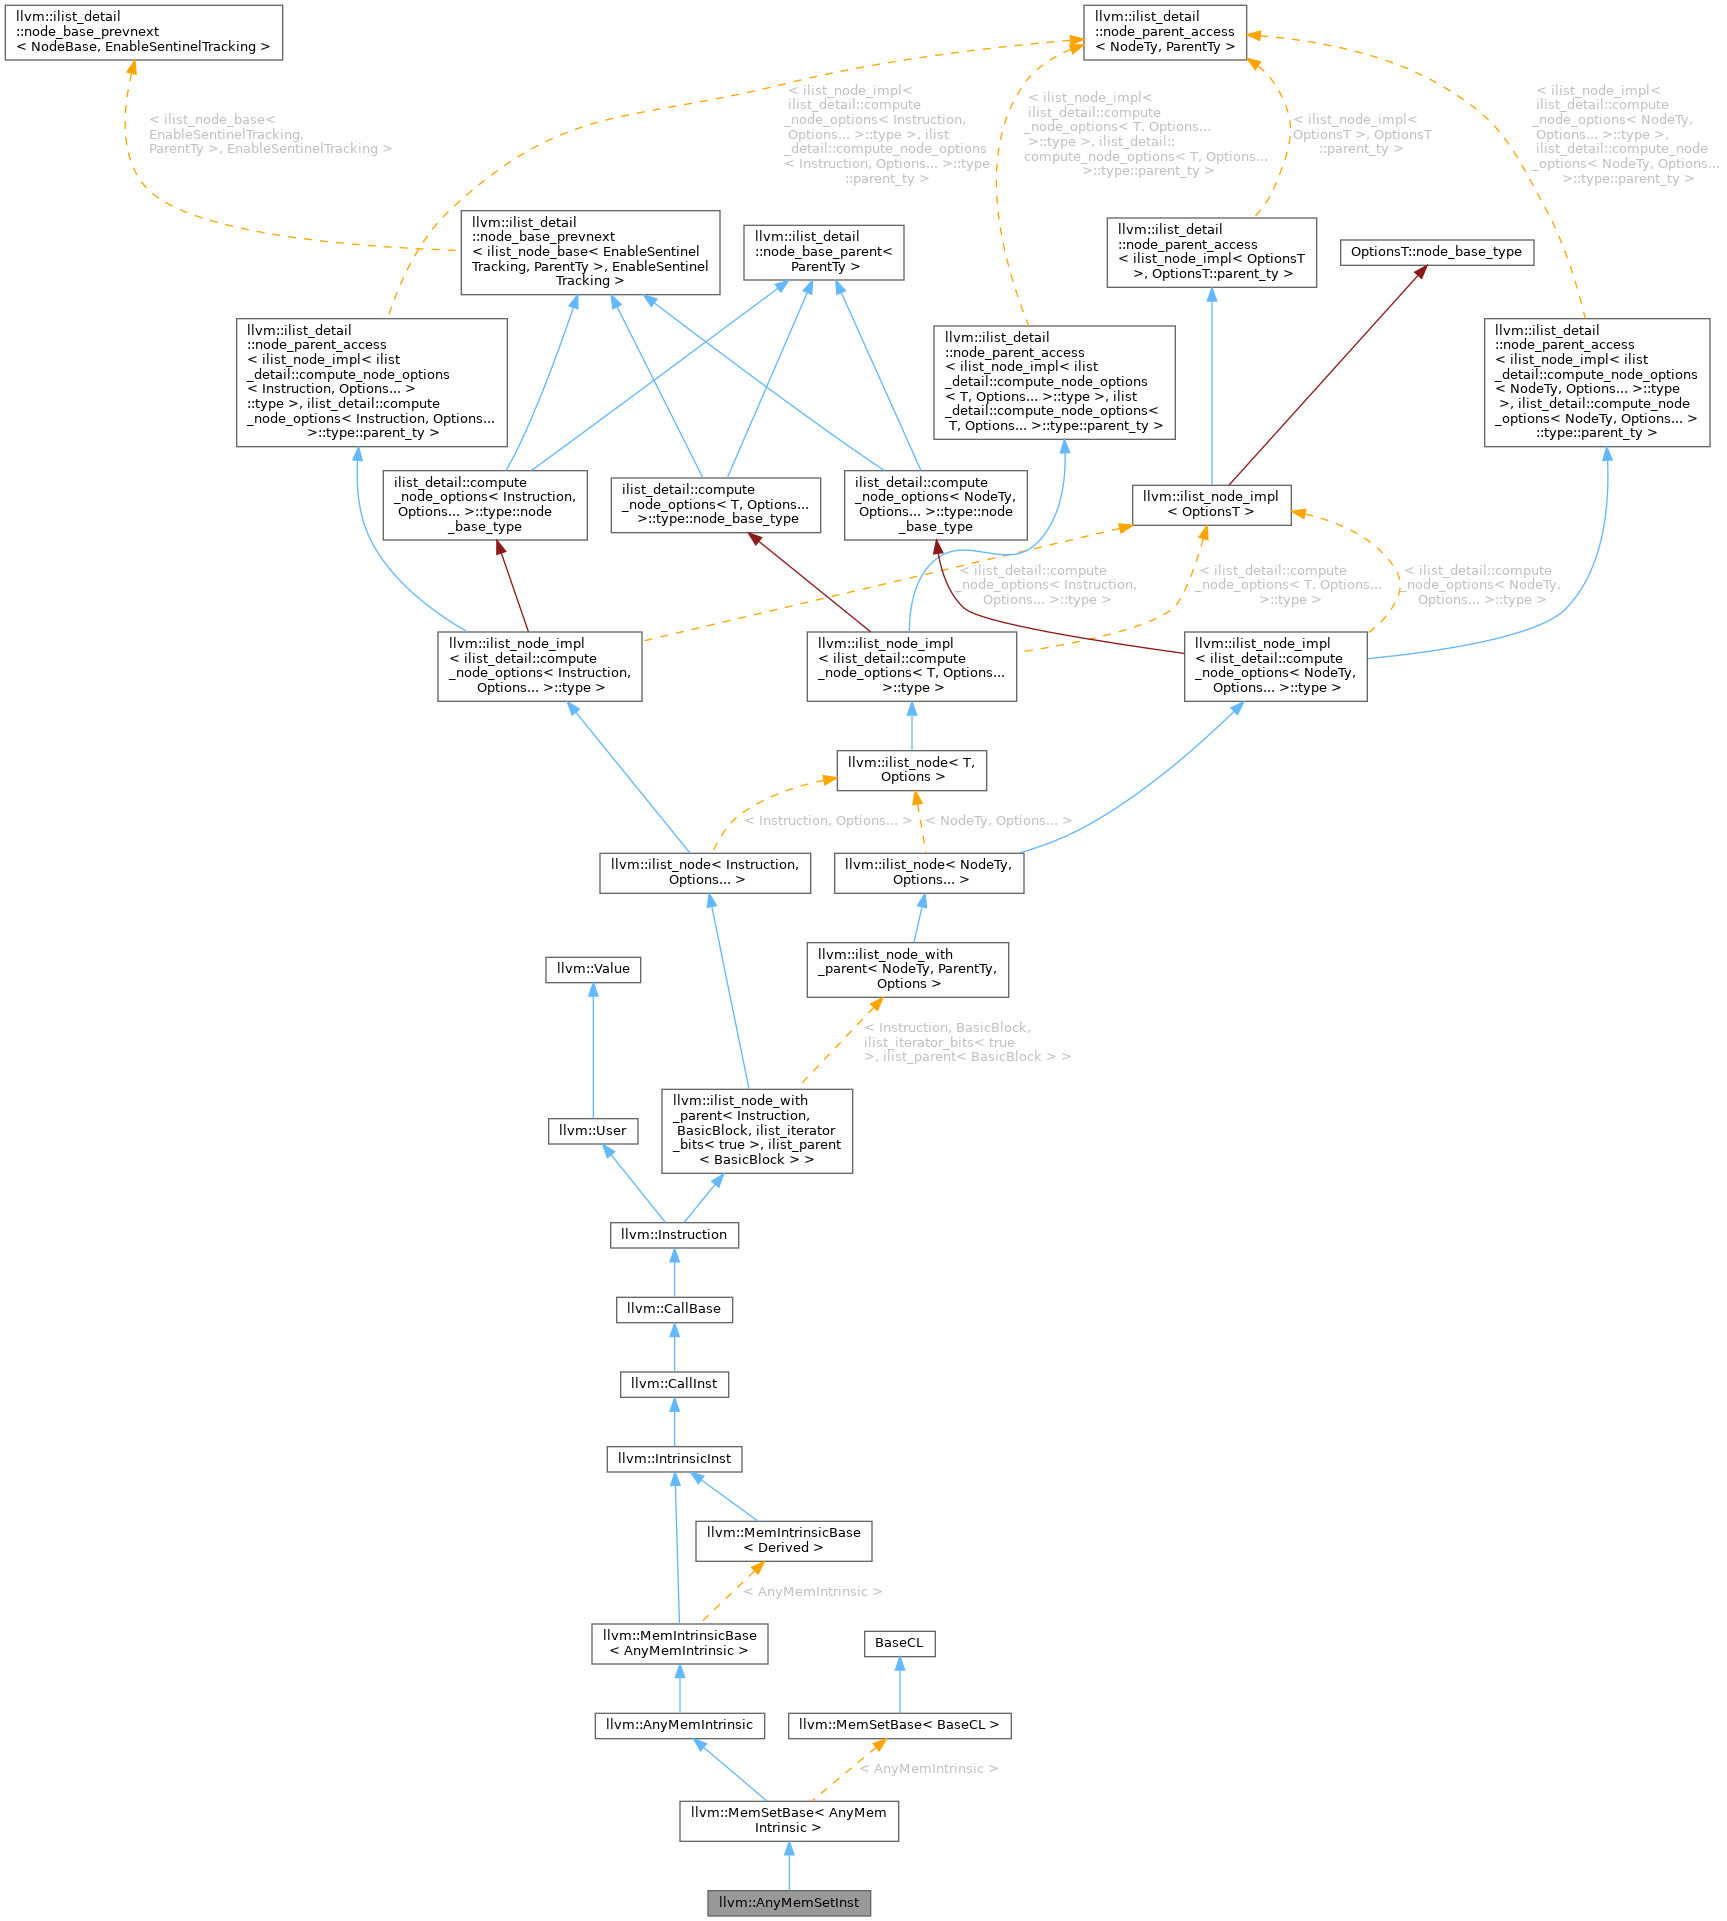 llvm::ilist_detail
::node_base_prevnext
< NodeBase, EnableSentinelTracking >
llvm::ilist_detail
::node_parent_access
< NodeTy, ParentTy >
< ilist_node_base<
EnableSentinelTracking,
ParentTy >, EnableSentinelTracking >
< ilist_node_impl<
ilist_detail::compute
_node_options< Instruction,
Options... >::type >, ilist
_detail::compute_node_options
< Instruction, Options... >::type
::parent_ty >
< ilist_node_impl<
ilist_detail::compute
_node_options< T, Options...
>::type >, ilist_detail::
compute_node_options< T, Options...
>::type::parent_ty >
< ilist_node_impl<
OptionsT >, OptionsT
::parent_ty >
< ilist_node_impl<
ilist_detail::compute
_node_options< NodeTy,
Options... >::type >,
ilist_detail::compute_node
_options< NodeTy, Options...
>::type::parent_ty >
llvm::ilist_detail
::node_base_prevnext
< ilist_node_base< EnableSentinel
Tracking, ParentTy >, EnableSentinel
Tracking >
llvm::ilist_detail
::node_base_parent<
ParentTy >
llvm::ilist_detail
::node_parent_access
< ilist_node_impl< OptionsT
>, OptionsT::parent_ty >
OptionsT::node_base_type
llvm::ilist_detail
::node_parent_access
< ilist_node_impl< ilist
_detail::compute_node_options
< Instruction, Options... >
::type >, ilist_detail::compute
_node_options< Instruction, Options...
>::type::parent_ty >
llvm::ilist_detail
::node_parent_access
< ilist_node_impl< ilist
_detail::compute_node_options
< T, Options... >::type >, ilist
_detail::compute_node_options<
T, Options... >::type::parent_ty >
llvm::ilist_detail
::node_parent_access
< ilist_node_impl< ilist
_detail::compute_node_options
< NodeTy, Options... >::type
>, ilist_detail::compute_node
_options< NodeTy, Options... >
::type::parent_ty >
ilist_detail::compute
_node_options< Instruction,
Options... >::type::node
_base_type
ilist_detail::compute
_node_options< T, Options...
>::type::node_base_type
ilist_detail::compute
_node_options< NodeTy,
Options... >::type::node
_base_type
llvm::ilist_node_impl
< OptionsT >
< ilist_detail::compute
_node_options< Instruction,
Options... >::type >
< ilist_detail::compute
_node_options< T, Options...
>::type >
< ilist_detail::compute
_node_options< NodeTy,
Options... >::type >
llvm::ilist_node_impl
< ilist_detail::compute
_node_options< Instruction,
Options... >::type >
llvm::ilist_node_impl
< ilist_detail::compute
_node_options< T, Options...
>::type >
llvm::ilist_node_impl
< ilist_detail::compute
_node_options< NodeTy,
Options... >::type >
llvm::ilist_node< T,
Options >
< Instruction, Options... >
< NodeTy, Options... >
llvm::ilist_node< Instruction,
Options... >
llvm::ilist_node< NodeTy,
Options... >
llvm::Value
llvm::ilist_node_with
_parent< NodeTy, ParentTy,
Options >
< Instruction, BasicBlock,
ilist_iterator_bits< true
>, ilist_parent< BasicBlock > >
llvm::User
llvm::ilist_node_with
_parent< Instruction,
BasicBlock, ilist_iterator
_bits< true >, ilist_parent
< BasicBlock > >
llvm::Instruction
llvm::CallBase
llvm::CallInst
llvm::IntrinsicInst
llvm::MemIntrinsicBase
< Derived >
< AnyMemIntrinsic >
llvm::MemIntrinsicBase
< AnyMemIntrinsic >
BaseCL
llvm::AnyMemIntrinsic
llvm::MemSetBase< BaseCL >
< AnyMemIntrinsic >
llvm::MemSetBase< AnyMem
Intrinsic >
llvm::AnyMemSetInst